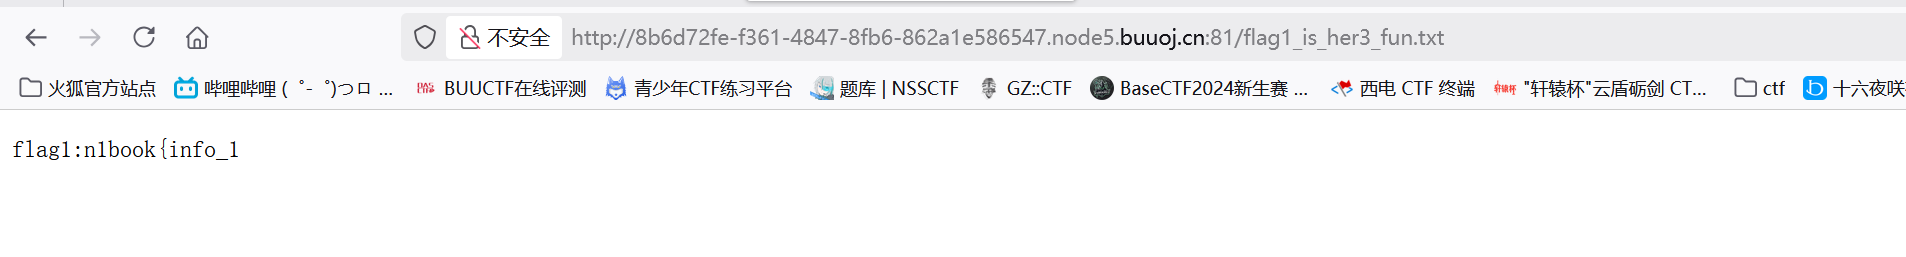 不安全 http://8b6d72fe-f361-4847-8fb6-862a1e586547.node5.buuoj.cn:81/flag1_is_her3_fun.txt
火狐官方站点 哔哩哔哩 ( ゜- ゜)つロ ... BUUCTF在线评测 青少年CTF练习平台 题库 | NSSCTF GZ::CTF BaseCTF2024新生赛 ... 西电 CTF 终端 "轩辕杯"云盾砺剑 CT... ctf 十六夜咲
flag1:n1book{info_1